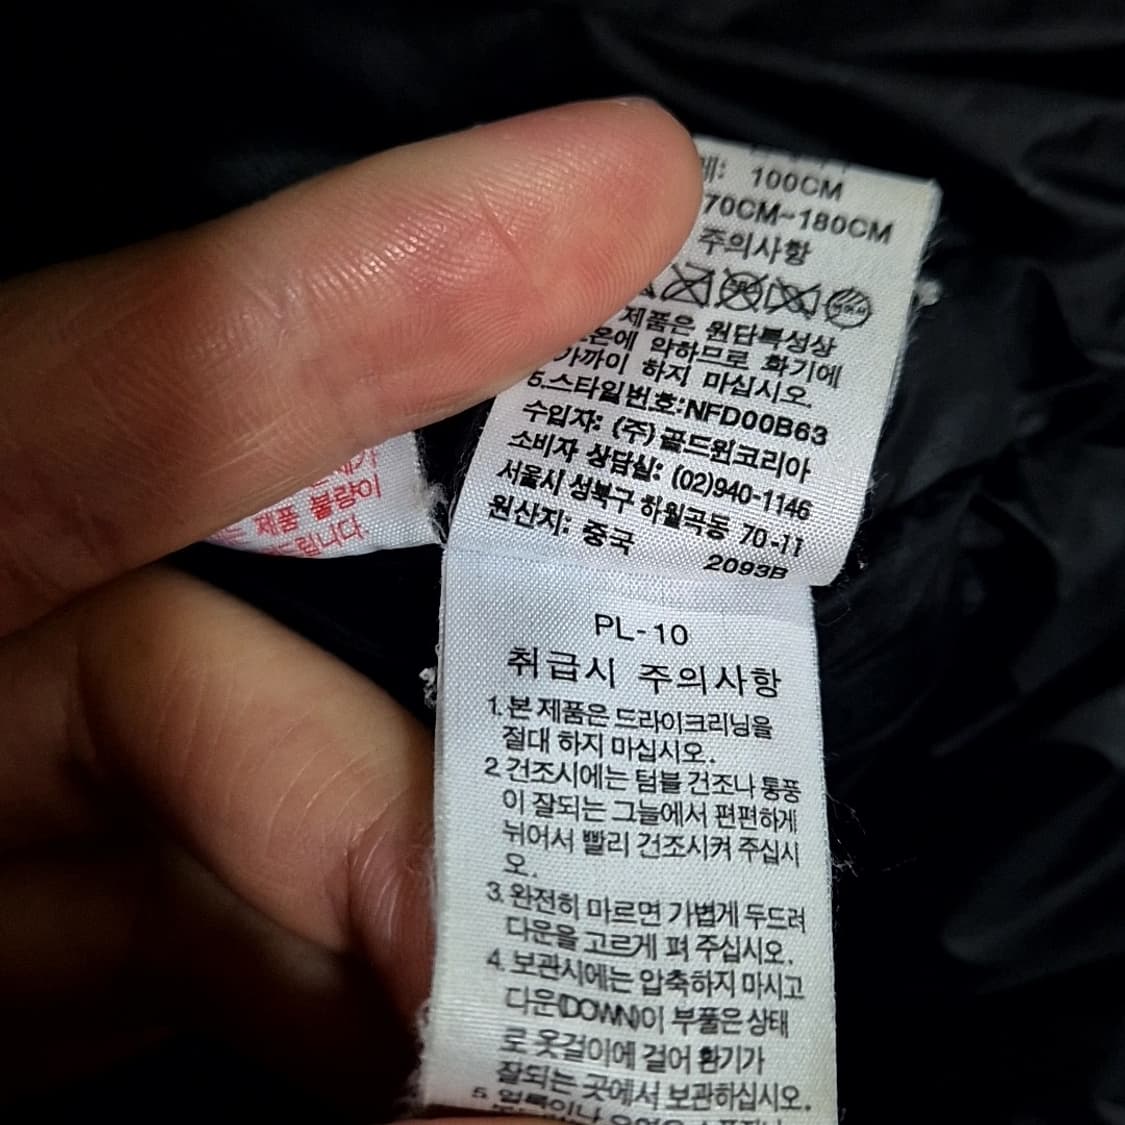 100CM
70CM~180CM
주의사항
제품은 원단특성상
에 약하므로 화기에
가까이 하지 마십시오.
5.스타일번호:NFD00B63
수입자: (주)골드윈코리아
소비자 상담실: (02)940-1146
서울시 성북구 하월곡동 70-11
원산지: 중국
2093B
제품 불량이
드립니다
PL-10
취급시 주의사항
1. 본 제품은 드라이크리닝을
절대 하지 마십시오.
2. 건조시에는 텀블 건조나 통풍
이 잘되는 그늘에서 편편하게
뉘어서 빨리 건조시켜 주십시
오.
3. 완전히 마르면 가볍게 두드려
다운을 고르게 펴 주십시오.
4. 보관시에는 압축하지 마시고
다운(DOWN)이 부풀은 상태
로 옷걸이에 걸어 환기가
잘되는 곳에서 보관하십시오.
5. 얼룩이나